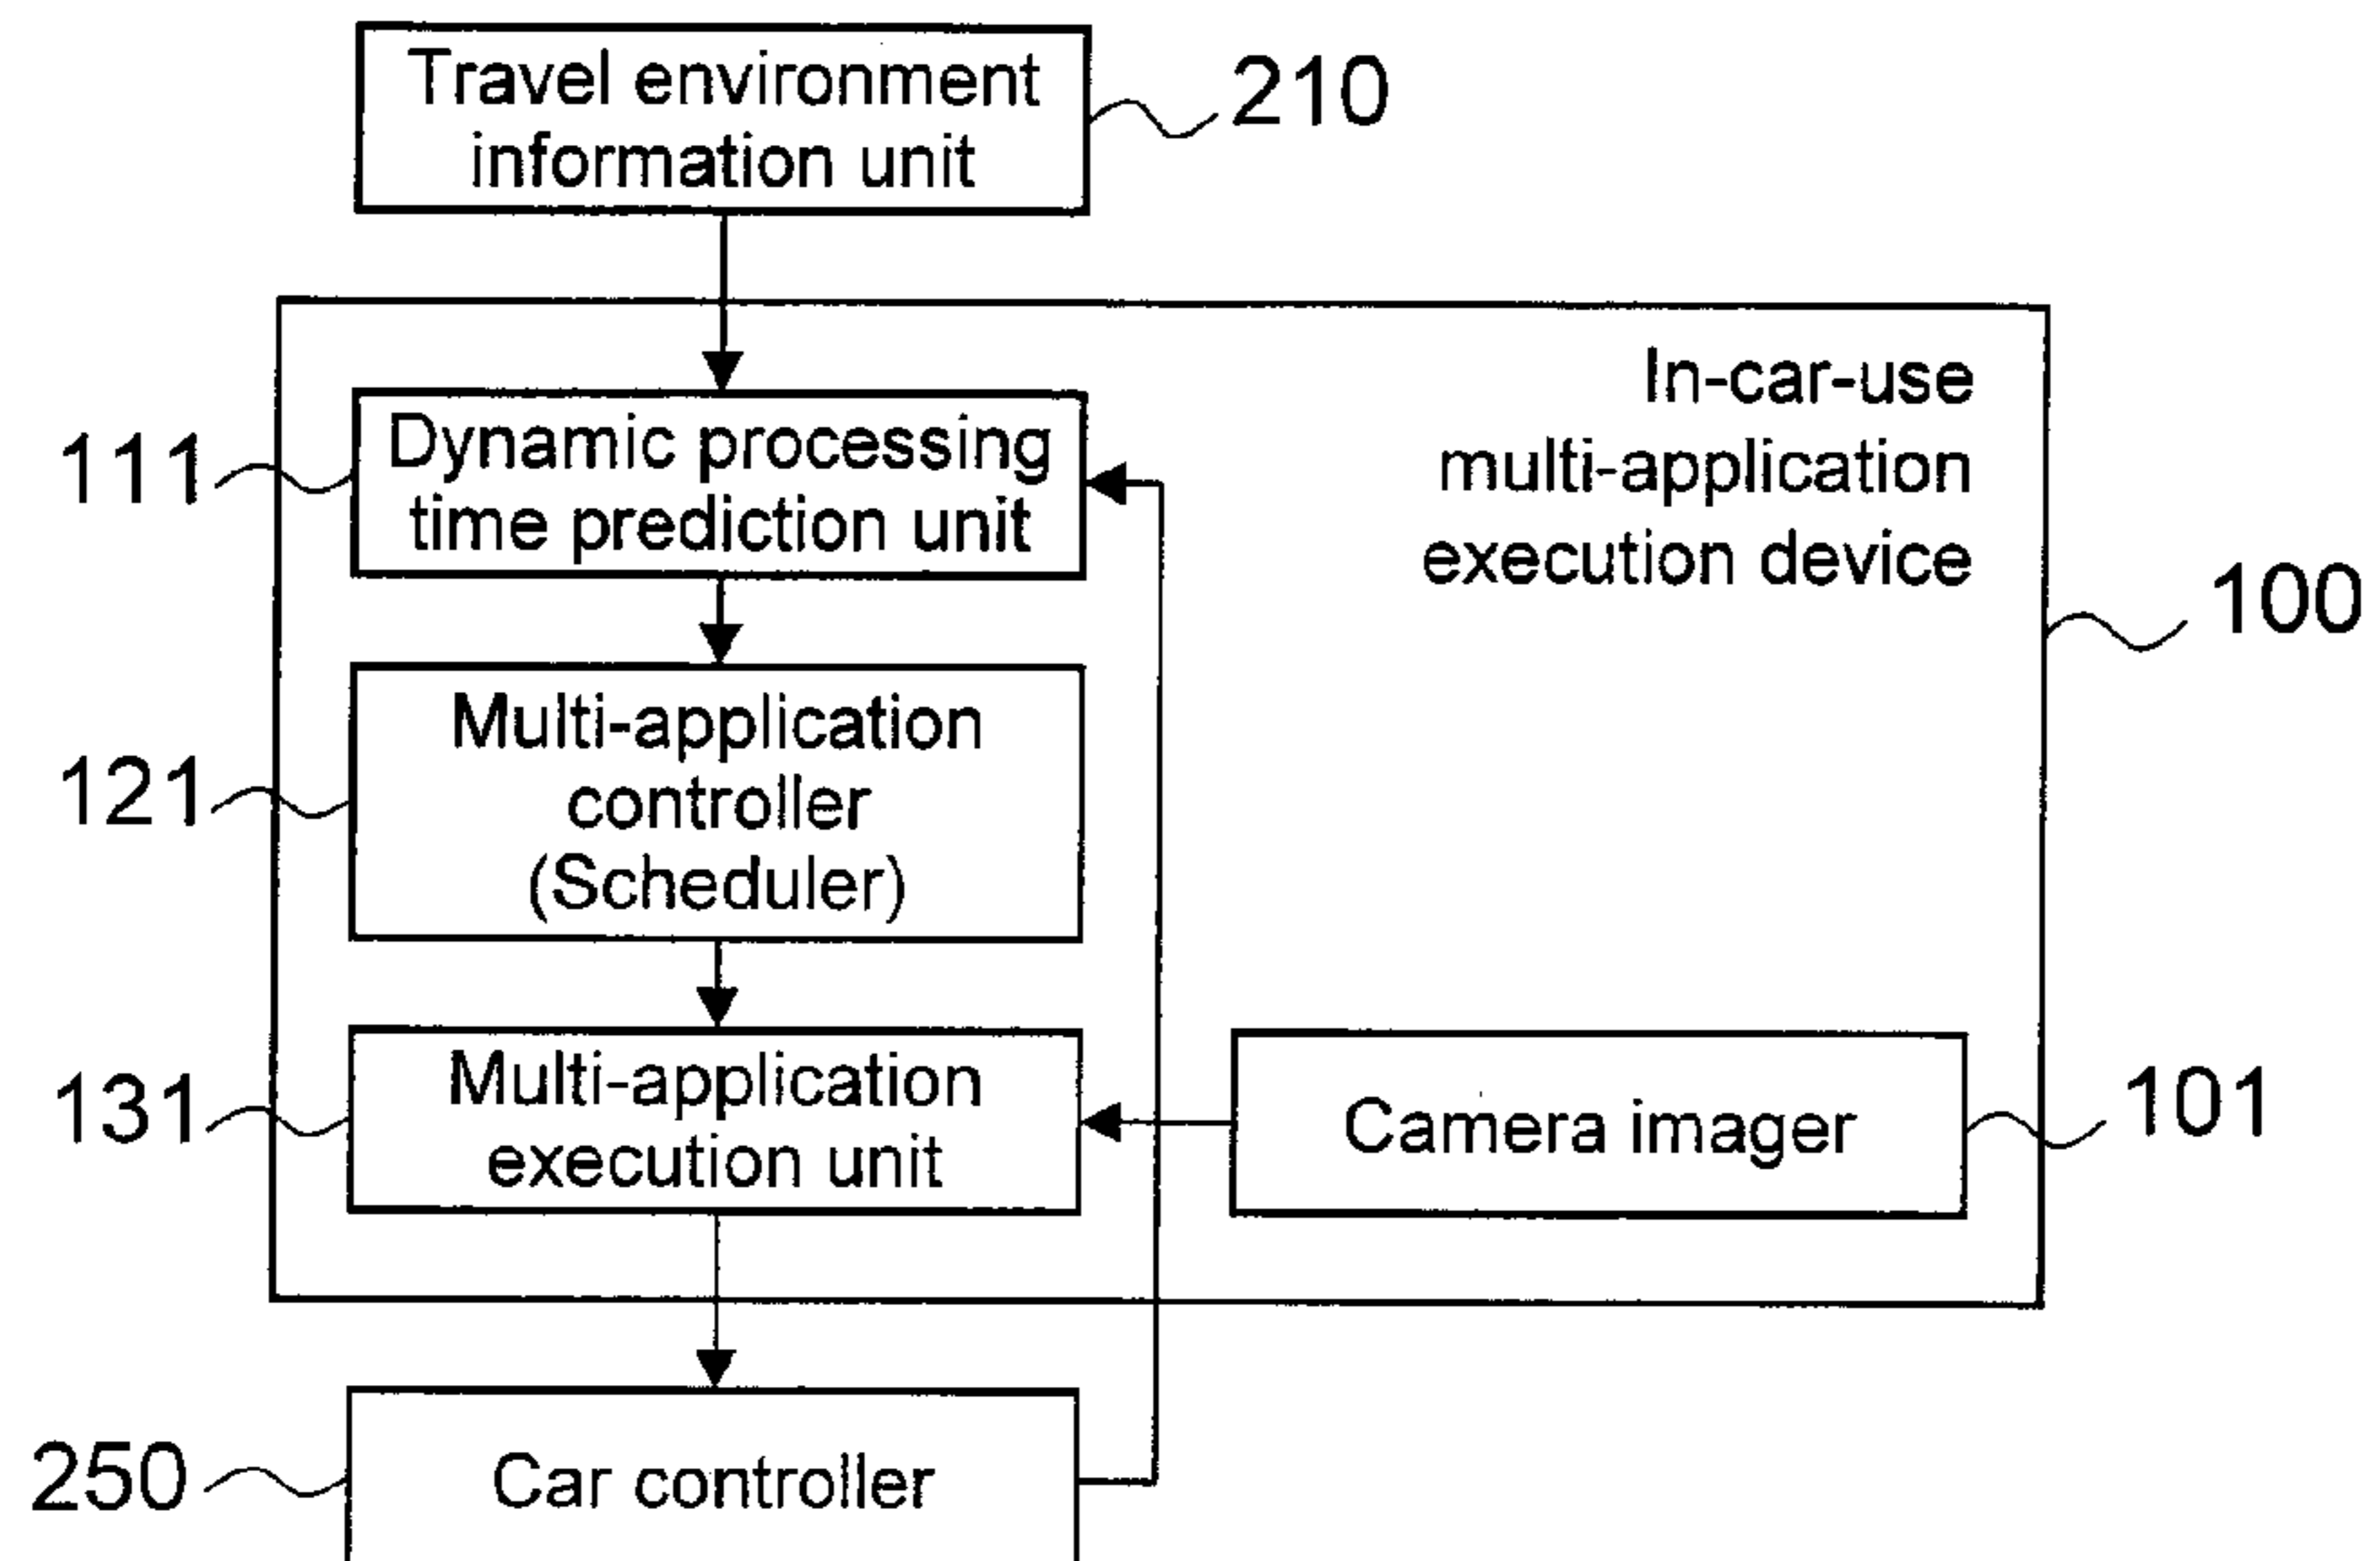 Travel environment
information unit
210
In-car-use
multi-application
execution device
100
111
Dynamic processing
time prediction unit
121
Multi-application
controller
(Scheduler)
131
Multi-application
execution unit
Camera imager
101
250
Car controller